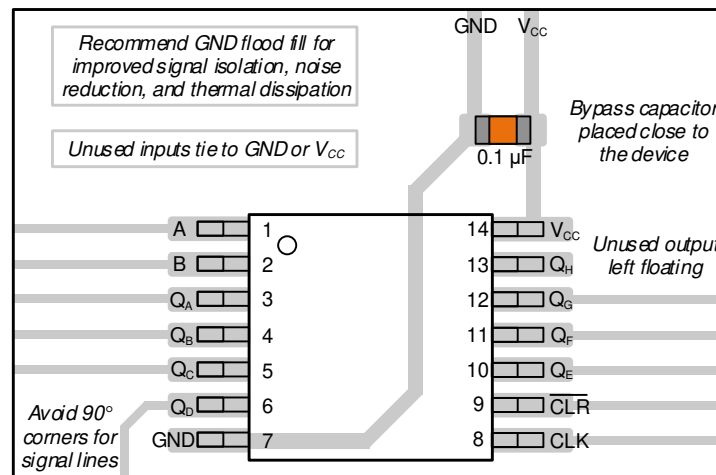 Recommend GND flood fill for
improved signal isolation, noise
reduction, and thermal dissipation
GND
VCC
Unused inputs tie to GND or VCC
0.1 µF
Bypass capacitor
placed close to
the device
A
1
14
VCC
B
2
13
QH
Unused output
left floating
QA
3
12
QG
QB
4
11
QF
QC
5
10
QE
QD
6
9
CLR
GND
7
8
CLK
Avoid 90°
corners for
signal lines